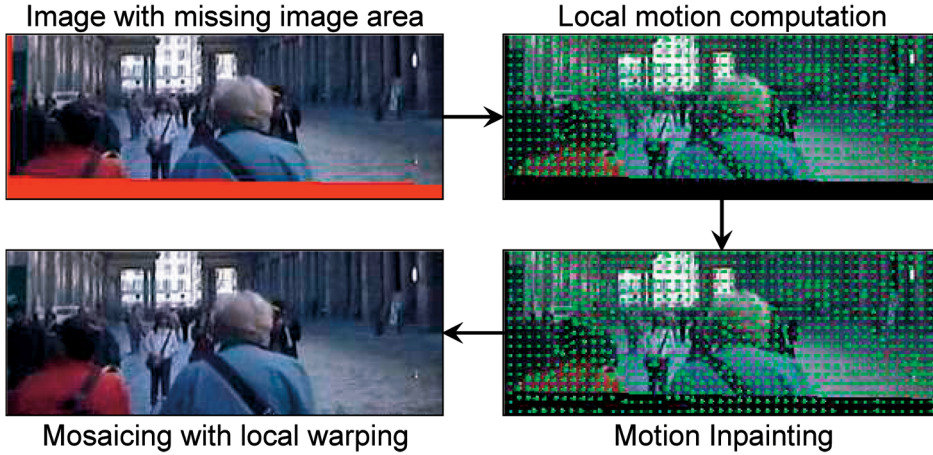 Image with missing image area
Local motion computation
Mosaicing with local warping
Motion Inpainting